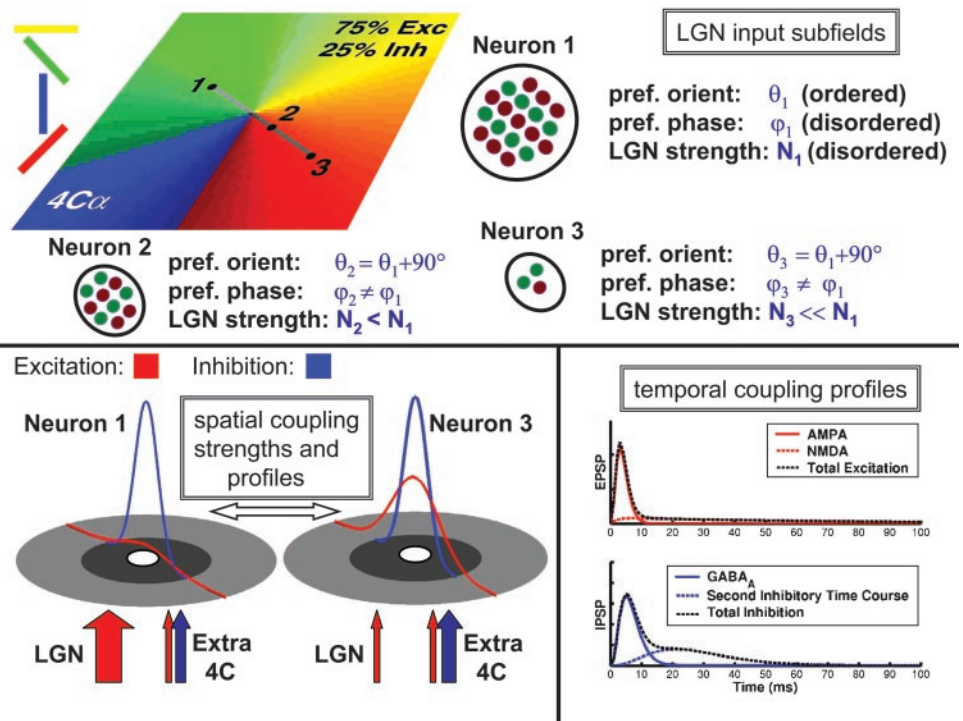 75% Exc
25% Inh
1
2
3
4Cα
Neuron 1
LGN input subfields
pref. orient: θ₁ (ordered)
pref. phase: φ₁ (disordered)
LGN strength: N₁ (disordered)
Neuron 2
pref. orient: θ₂ = θ₁+90°
pref. phase: φ₂ ≠ φ₁
LGN strength: N₂ < N₁
Neuron 3
pref. orient: θ₃ = θ₁+90°
pref. phase: φ₃ ≠ φ₁
LGN strength: N₃ << N₁
Excitation: Inhibition:
Neuron 1
spatial coupling
strengths and
profiles
Neuron 3
LGN
Extra
4C
LGN
Extra
4C
temporal coupling profiles
EPSP
AMPA
NMDA
Total Excitation
0 10 20 30 40 50 60 70 80 90 100
IPSP
GABA_A
Second Inhibitory Time Course
Total Inhibition
0 10 20 30 40 50 60 70 80 90 100
Time (ms)